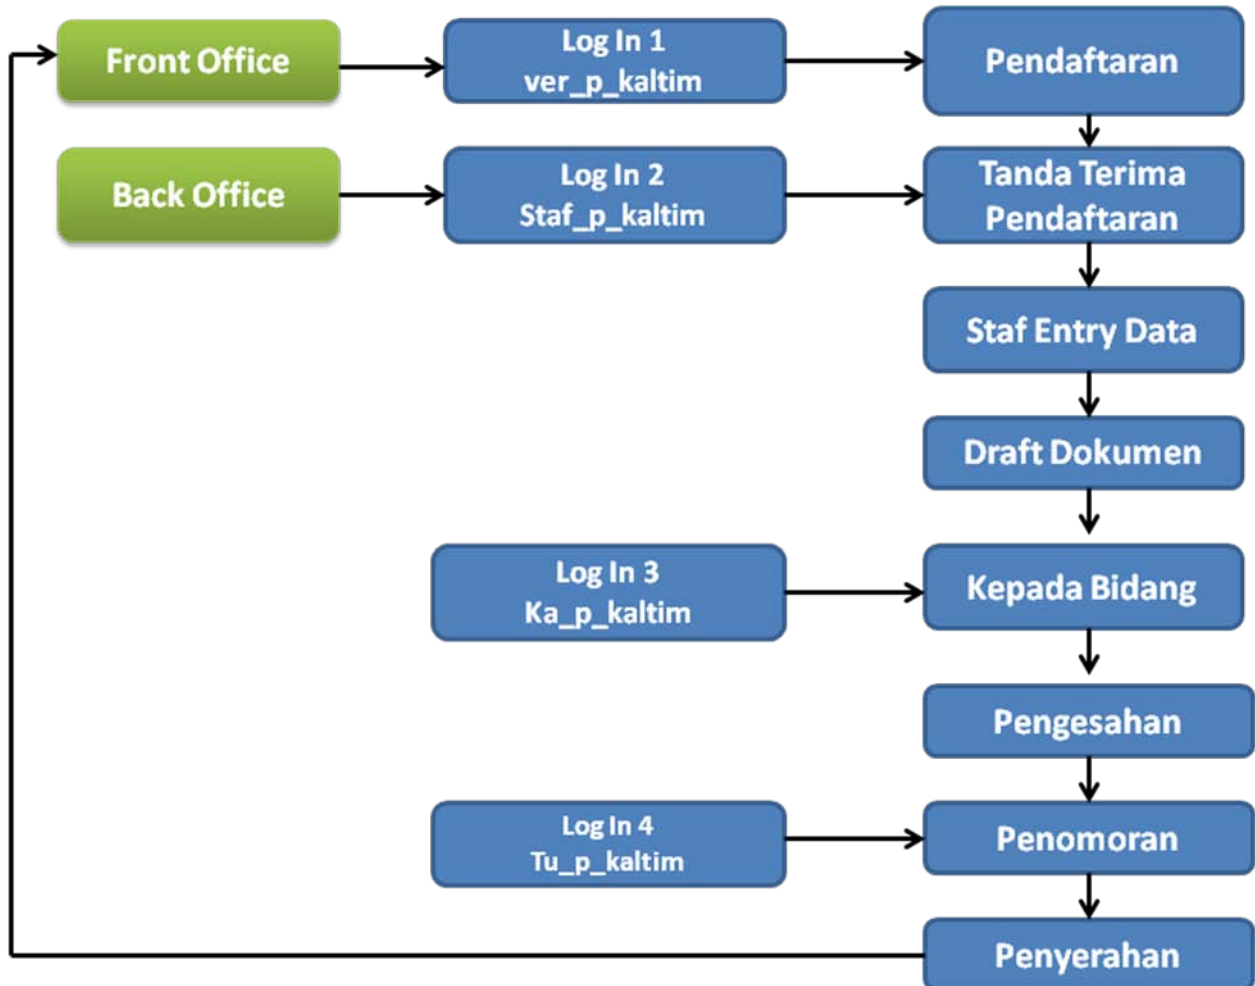 Front Office
Log In 1
ver_p_kaltim
Pendaftaran
Back Office
Log In 2
Staf_p_kaltim
Tanda Terima
Pendaftaran
Staf Entry Data
Draft Dokumen
Log In 3
Ka_p_kaltim
Kepada Bidang
Pengesahan
Log In 4
Tu_p_kaltim
Penomoran
Penyerahan